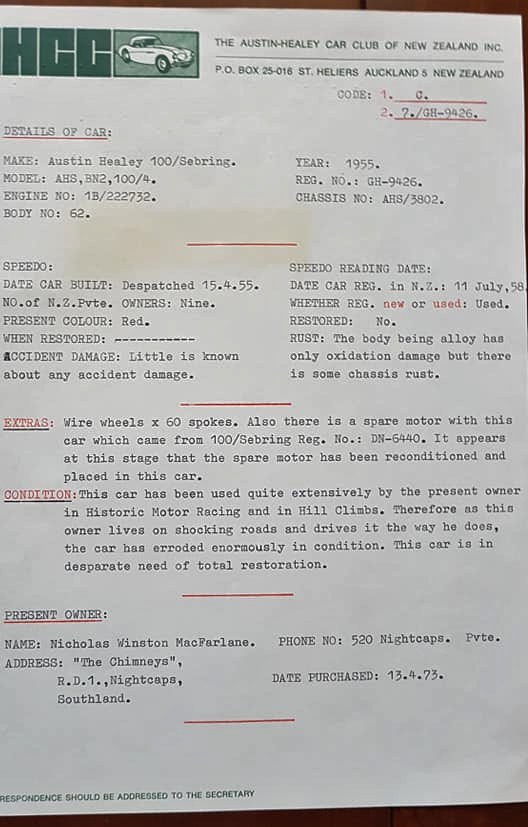 HCC
THE AUSTIN-HEALEY CAR CLUB OF NEW ZEALAND INC.
P.O. BOX 25-016 ST. HELIERS AUCKLAND 5 NEW ZEALAND
CODE: 1. C.
2. ?./GH-9426.
DETAILS OF CAR:
MAKE: Austin Healey 100/Sebring. YEAR: 1955.
MODEL: AHS,BN2,100/4. REG. NO.: GH-9426.
ENGINE NO: 1B/222732. CHASSIS NO: AHS/3802.
BODY NO: 62.
SPEEDO: SPEEDO READING DATE:
DATE CAR BUILT: Despatched 15.4.55. DATE CAR REG. in N.Z.: 11 July,58.
NO.of N.Z.Pvte. OWNERS: Nine. WHETHER REG. new or used: Used.
PRESENT COLOUR: Red. RESTORED: No.
WHEN RESTORED: ----------- RUST: The body being alloy has
ACCIDENT DAMAGE: Little is known only oxidation damage but there
about any accident damage. is some chassis rust.
EXTRAS: Wire wheels x 60 spokes. Also there is a spare motor with this
car which came from 100/Sebring Reg. No.: DN-6440. It appears
at this stage that the spare motor has been reconditioned and
placed in this car.
CONDITION:This car has been used quite extensively by the present owner
in Historic Motor Racing and in Hill Climbs. Therefore as this
owner lives on shocking roads and drives it the way he does,
the car has erroded enormously in condition. This car is in
desparate need of total restoration.
PRESENT OWNER:
NAME: Nicholas Winston MacFarlane. PHONE NO: 520 Nightcaps. Pvte.
ADDRESS: "The Chimneys",
R.D.1.,Nightcaps, DATE PURCHASED: 13.4.73.
Southland.
RESPONDENCE SHOULD BE ADDRESSED TO THE SECRETARY